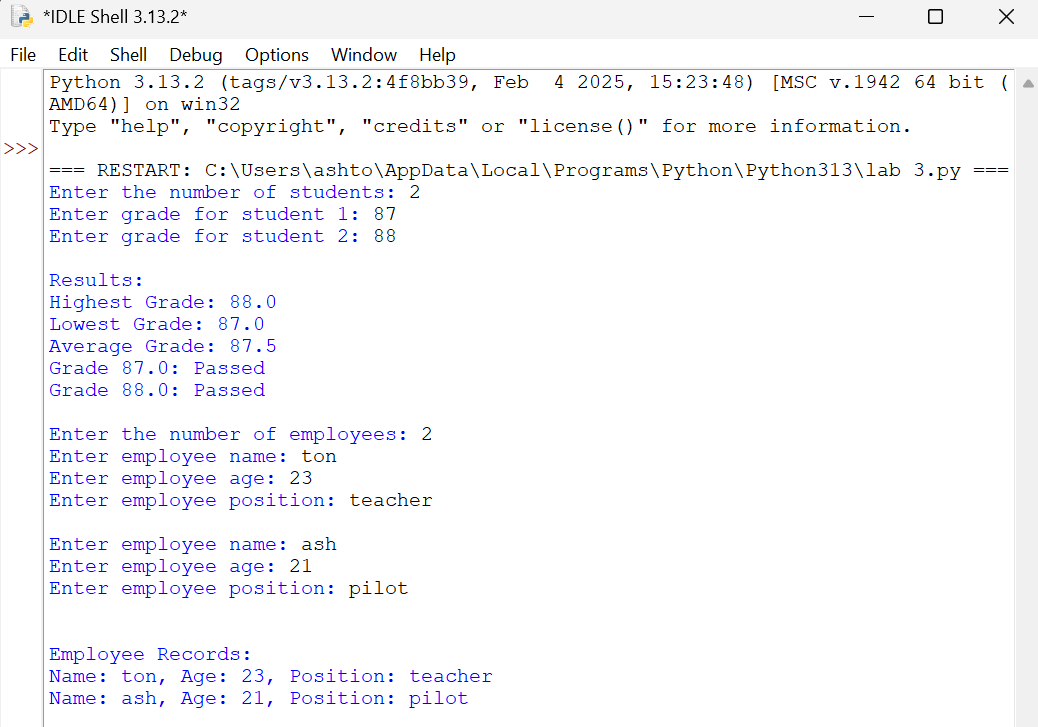 *IDLE Shell 3.13.2*
File Edit Shell Debug Options Window Help
Python 3.13.2 (tags/v3.13.2:4f8bb39, Feb  4 2025, 15:23:48) [MSC v.1942 64 bit (
AMD64)] on win32
Type "help", "copyright", "credits" or "license()" for more information.
>>>
=== RESTART: C:\Users\ashto\AppData\Local\Programs\Python\Python313\lab 3.py ===
Enter the number of students: 2
Enter grade for student 1: 87
Enter grade for student 2: 88
Results:
Highest Grade: 88.0
Lowest Grade: 87.0
Average Grade: 87.5
Grade 87.0: Passed
Grade 88.0: Passed
Enter the number of employees: 2
Enter employee name: ton
Enter employee age: 23
Enter employee position: teacher
Enter employee name: ash
Enter employee age: 21
Enter employee position: pilot
Employee Records:
Name: ton, Age: 23, Position: teacher
Name: ash, Age: 21, Position: pilot